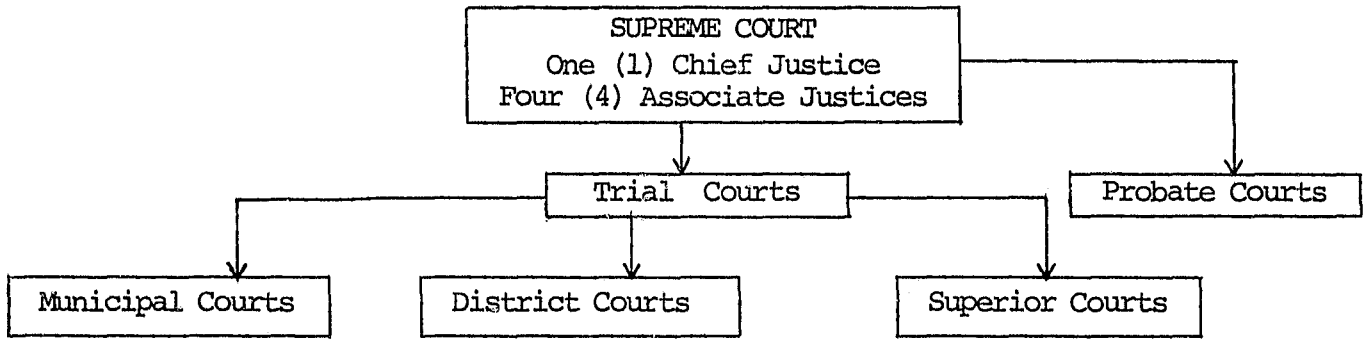 SUPREME COURT
One (1) Chief Justice
Four (4) Associate Justices
Trial Courts
Probate Courts
Municipal Courts
District Courts
Superior Courts